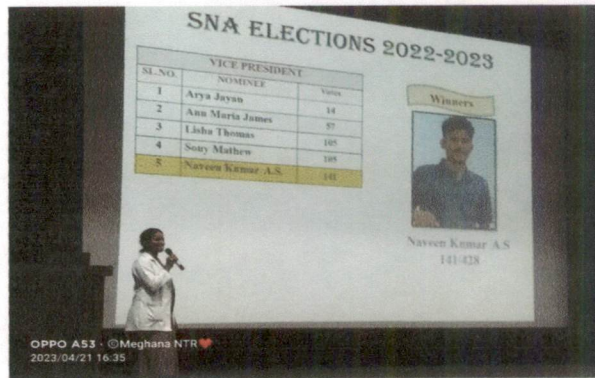 SNA ELECTIONS 2022-2023
VICE PRESIDENT
SL.NO. NOMINEE Votes
1 Arya Jayan 14
2 Ann Maria James 57
3 Lisha Thomas 105
4 Sony Mathew 105
5 Naveen Kumar A.S. 141
Winners
Naveen Kumar A.S
141/428
OPPO A53 · ©Meghana NTR❤️
2023/04/21 16:35